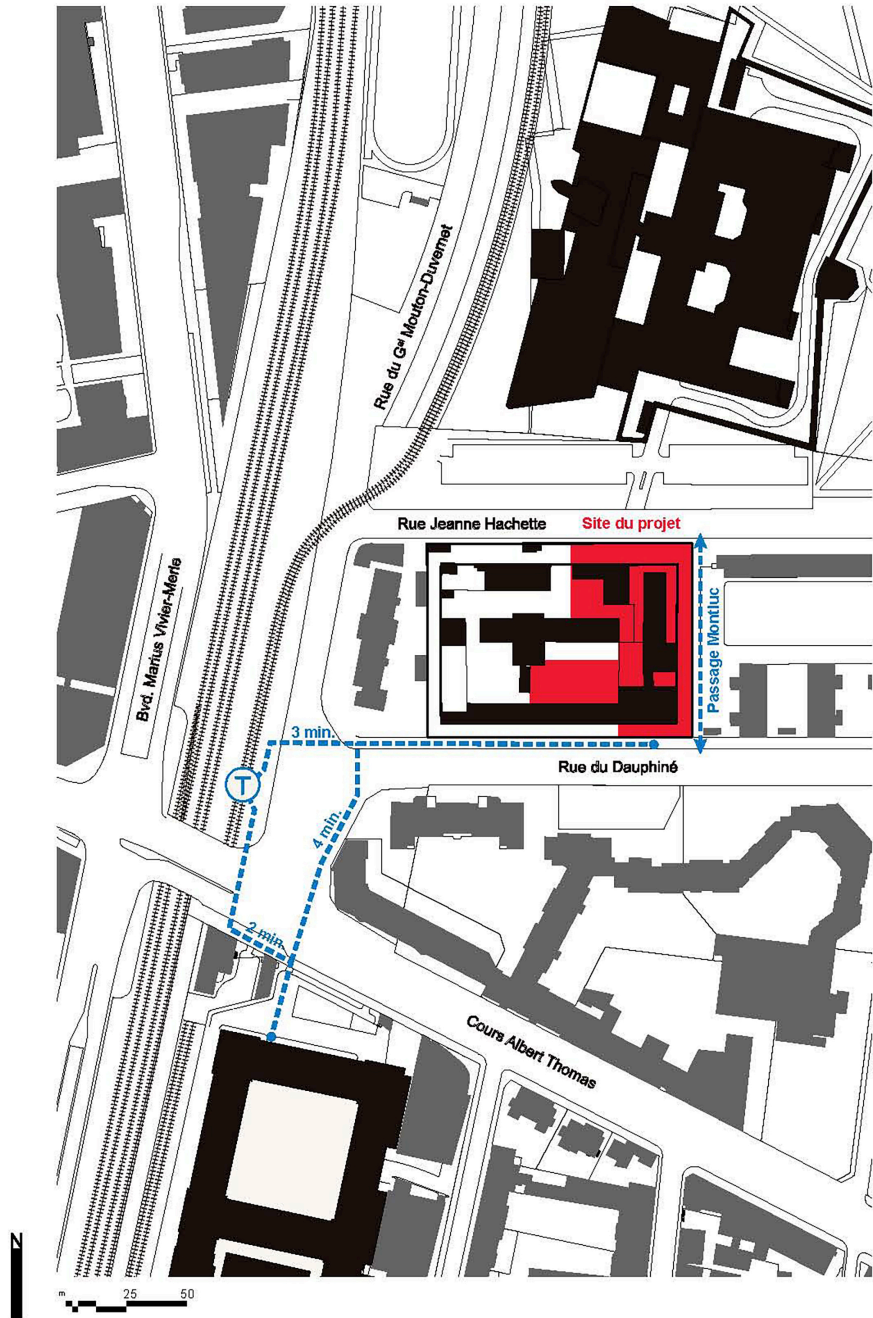 Rue du Gal Mouton-Duvernet
Rue Jeanne Hachette
Site du projet
Bvd. Marius Vivier-Merle
Passage Montluc
3 min.
Rue du Dauphiné
T
4 min.
2 min.
Cours Albert Thomas
N
m
25
50